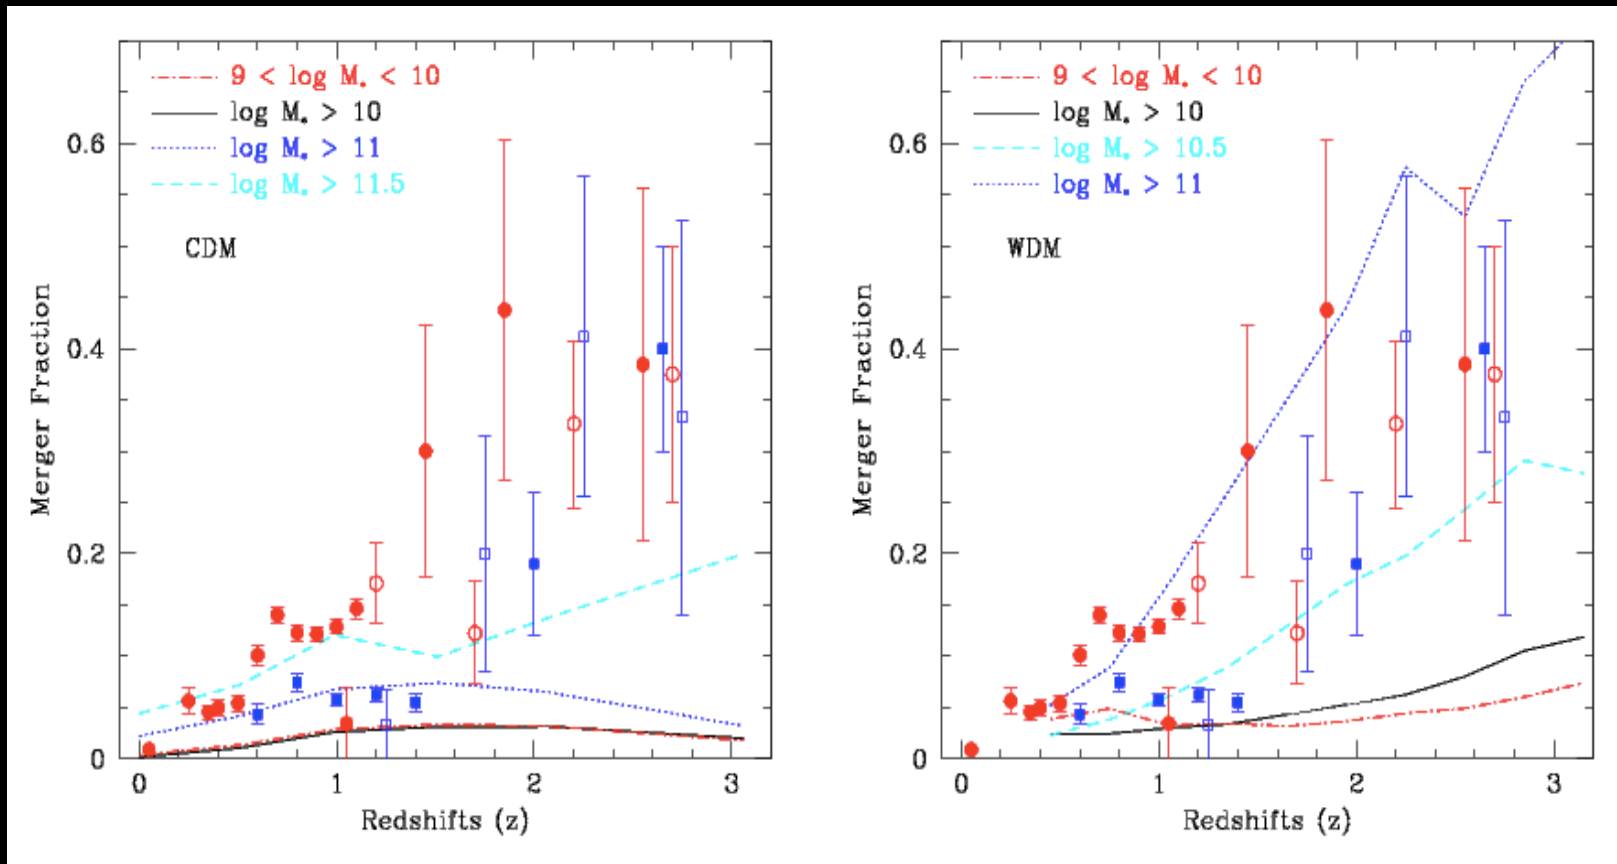 9 < log M* < 10
log M* > 10
log M* > 11
log M* > 11.5
CDM
0.6
0.4
0.2
0
0 1 2 3
Merger Fraction
Redshifts (z)
9 < log M* < 10
log M* > 10
log M* > 10.5
log M* > 11
WDM
0.6
0.4
0.2
0
0 1 2 3
Merger Fraction
Redshifts (z)